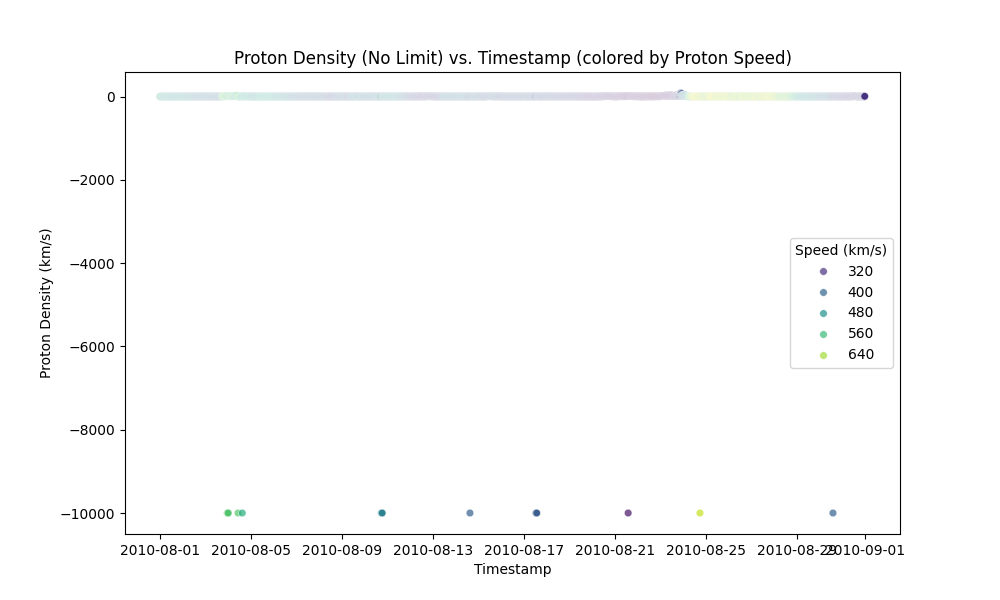 Proton Density (No Limit) vs. Timestamp (colored by Proton Speed)
0
−2000
−4000
−6000
−8000
−10000
Proton Density (km/s)
Speed (km/s)
320
400
480
560
640
2010-08-01 2010-08-05 2010-08-09 2010-08-13 2010-08-17 2010-08-21 2010-08-25 2010-08-29 2010-09-01
Timestamp